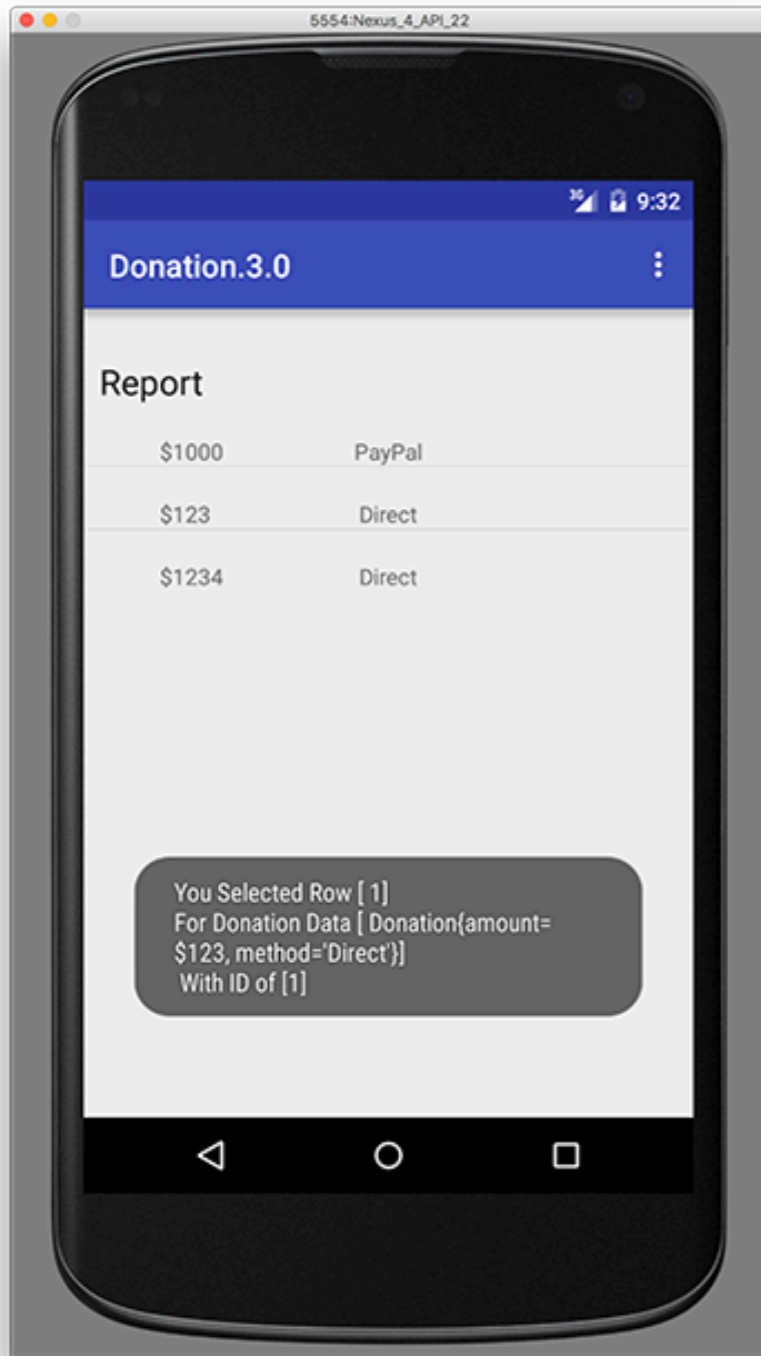 5554:Nexus_4_API_22
3G 9:32
Donation.3.0
Report
$1000 PayPal
$123 Direct
$1234 Direct
You Selected Row [ 1]
For Donation Data [ Donation{amount=
$123, method='Direct'}]
With ID of [1]